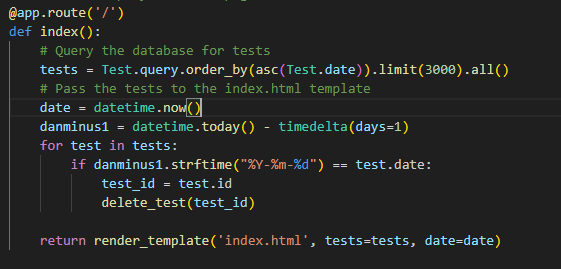 @app.route('/')
def index():
    # Query the database for tests
    tests = Test.query.order_by(asc(Test.date)).limit(3000).all()
    # Pass the tests to the index.html template
    date = datetime.now()
    danminus1 = datetime.today() - timedelta(days=1)
    for test in tests:
        if danminus1.strftime("%Y-%m-%d") == test.date:
            test_id = test.id
            delete_test(test_id)
    return render_template('index.html', tests=tests, date=date)